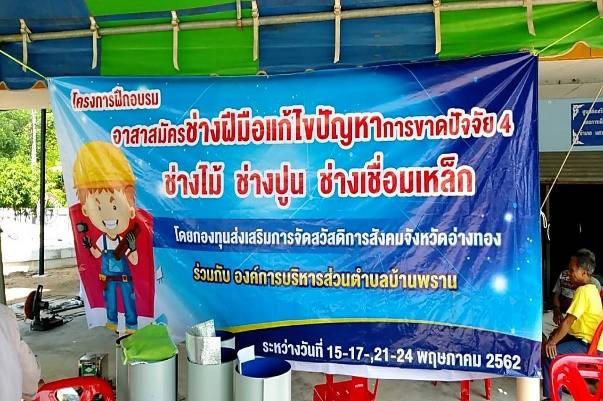 โครงการฝึกอบรม
อาสาสมัครช่างฝีมือแก้ไขปัญหาการขาดปัจจัย 4
ช่างไม้ ช่างปูน ช่างเชื่อมเหล็ก
โดยกองทุนส่งเสริมการจัดสวัสดิการสังคมจังหวัดอ่างทอง
ร่วมกับ องค์การบริหารส่วนตำบลบ้านพราน
ระหว่างวันที่ 15-17-,21-24 พฤษภาคม 2562